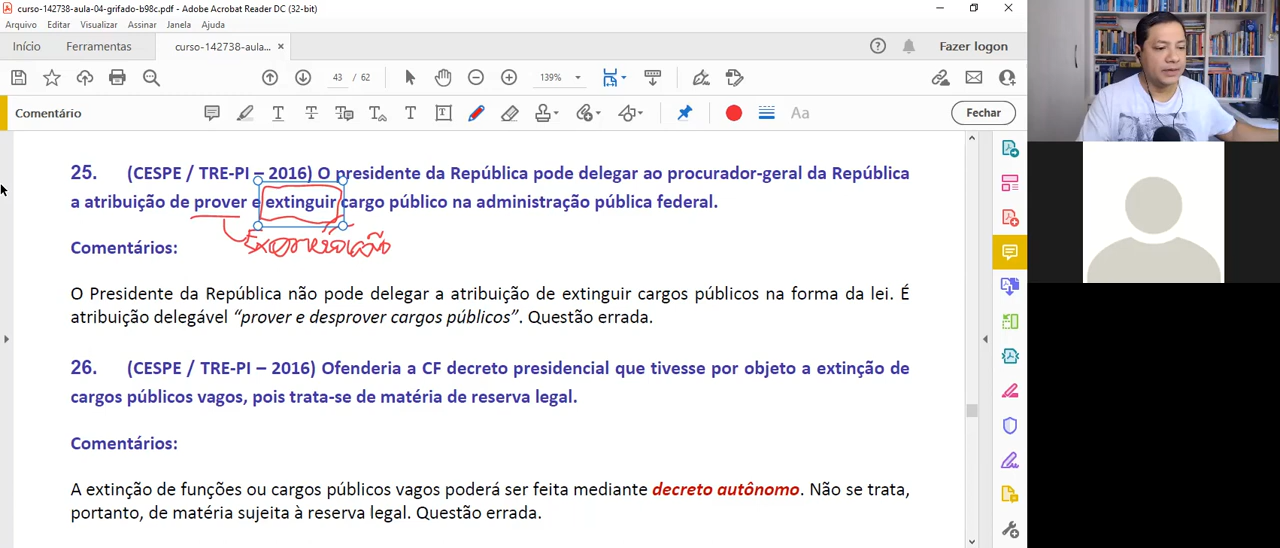 curso-142738-aula-04-grifado-b98c.pdf - Adobe Acrobat Reader DC (32-bit)
Arquivo Editar Visualizar Assinar Janela Ajuda
Início Ferramentas curso-142738-aula... × Fazer logon
43 / 62 139%
Comentário Aa Fechar
25. (CESPE / TRE-PI – 2016) O presidente da República pode delegar ao procurador-geral da República
a atribuição de prover e extinguir cargo público na administração pública federal.
Comentários:
O Presidente da República não pode delegar a atribuição de extinguir cargos públicos na forma da lei. É
atribuição delegável “prover e desprover cargos públicos”. Questão errada.
26. (CESPE / TRE-PI – 2016) Ofenderia a CF decreto presidencial que tivesse por objeto a extinção de
cargos públicos vagos, pois trata-se de matéria de reserva legal.
Comentários:
A extinção de funções ou cargos públicos vagos poderá ser feita mediante decreto autônomo. Não se trata,
portanto, de matéria sujeita à reserva legal. Questão errada.